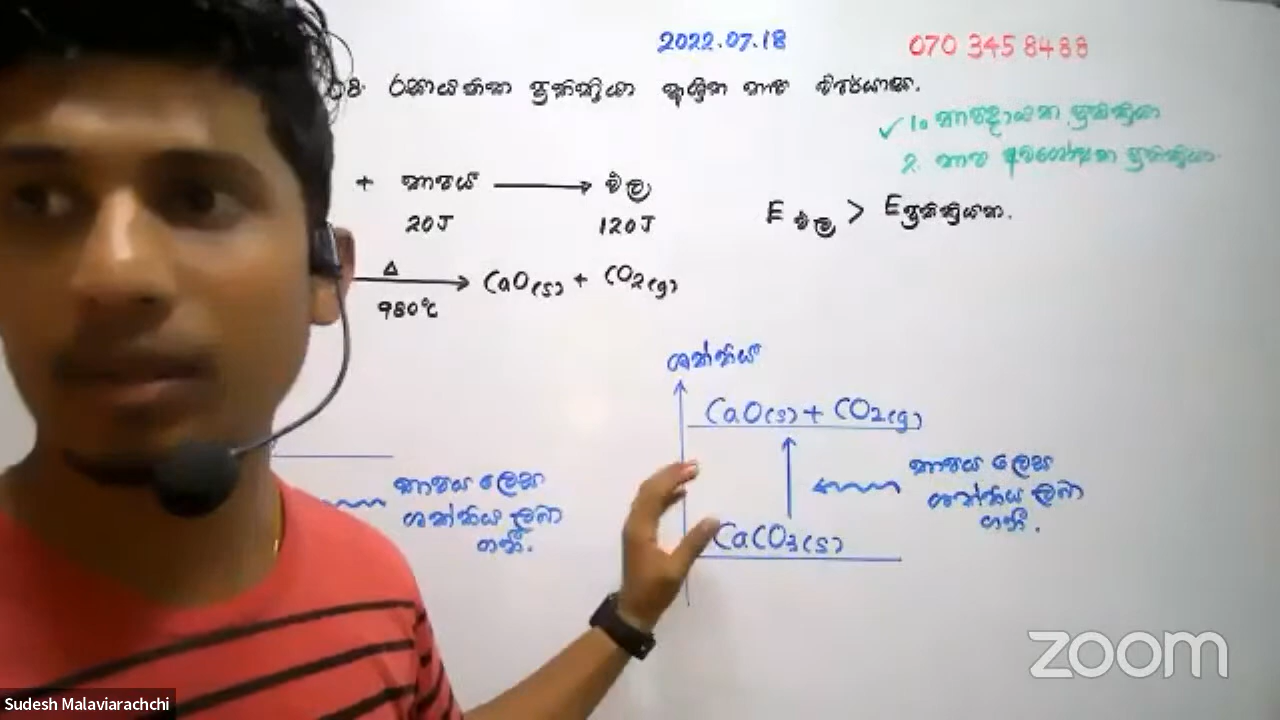 2022.07.18
070 345 8488
08. රසායනික ප්‍රතික්‍රියා ආශ්‍රිත තාප විපර්යාස.
✓ 1. තාපදායක ප්‍රතික්‍රියා
2. තාප අවශෝෂක ප්‍රතික්‍රියා
+ තාපය ⟶ ඵල
20J 120J
E ඵල > E ප්‍රතික්‍රියක.
Δ ⟶ CaO(s) + CO2(g)
980°C
ශක්තිය
CaO(s) + CO2(g)
තාපය ලෙස
ශක්තිය ලබා
ගනී.
තාපය ලෙස
ශක්තිය ලබා
ගනී.
CaCO3(s)
zoom
Sudesh Malaviarachchi